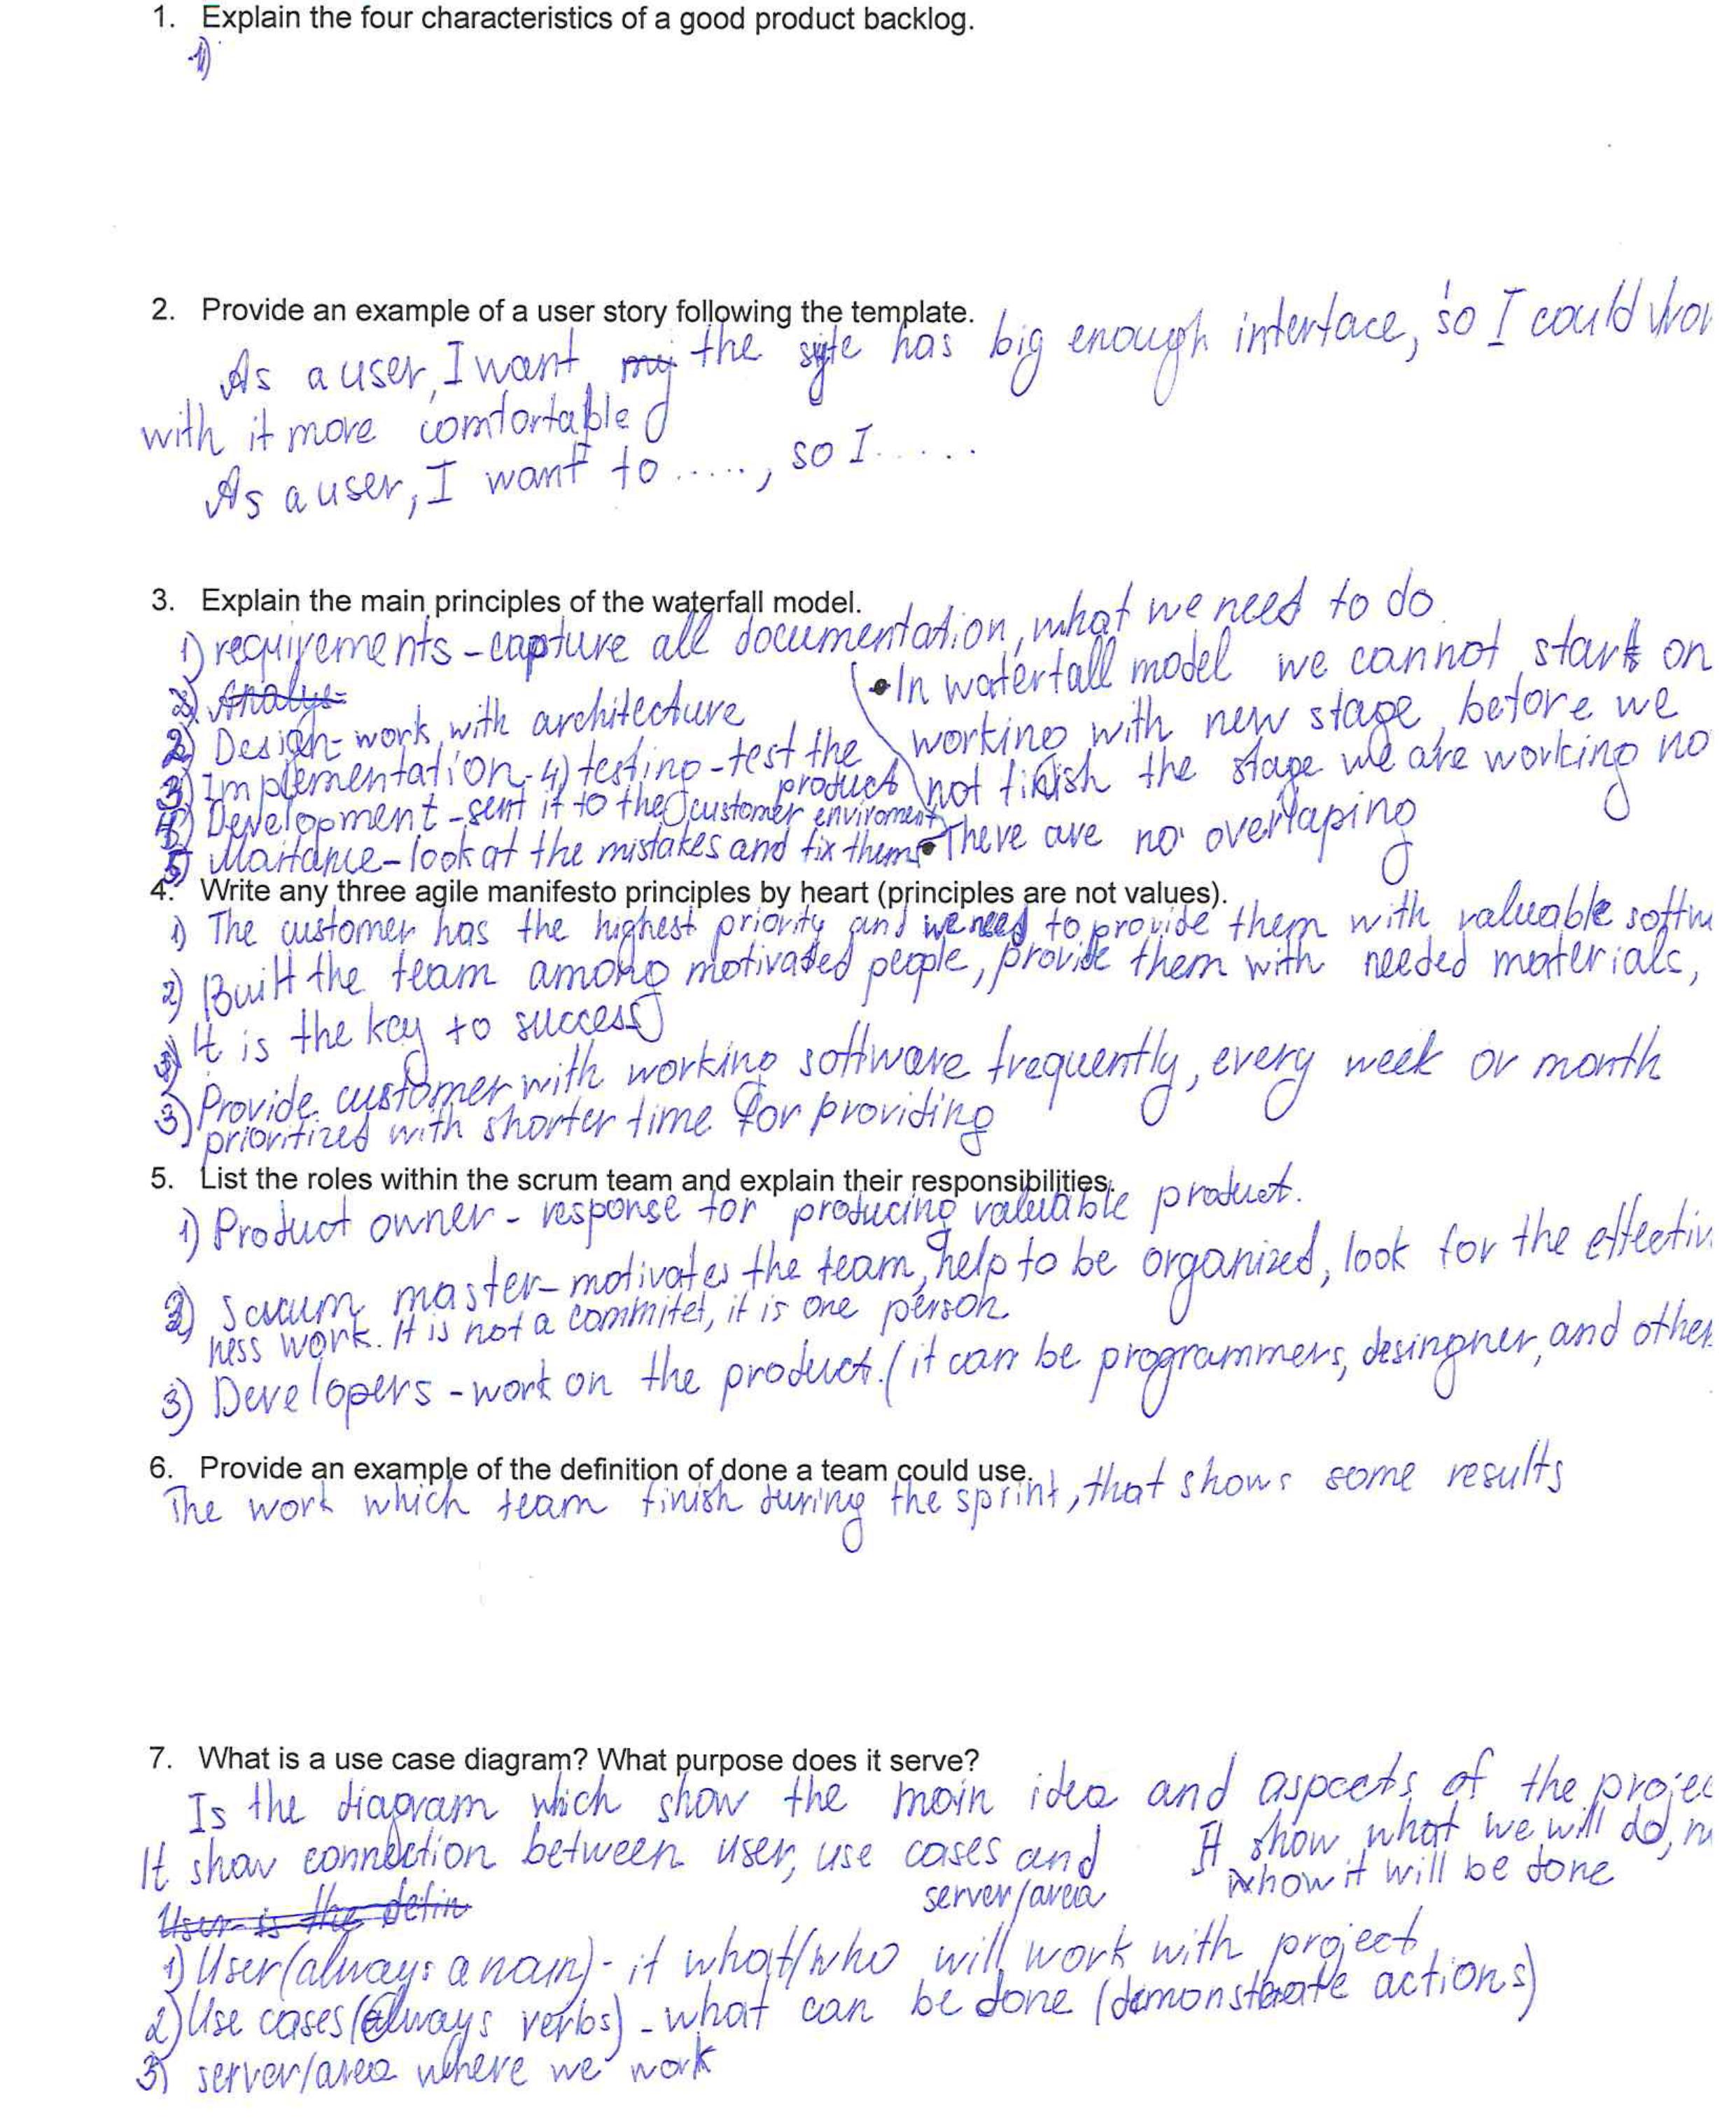 1. Explain the four characteristics of a good product backlog.
1)
2. Provide an example of a user story following the template.
As a user, I want the syte has big enough interface, so I could wor
with it more comfortable
As a user, I want to ....., so I.....
3. Explain the main principles of the waterfall model.
1) requirements - capture all documentation, what we need to do
2) Analys-
2) Design - work with architecture
3) Implementation - 4) testing - test the product
5) Development - sent it to the customer enviroment
Maitance - look at the mistakes and fix them
• In waterfall model we cannot start on
working with new stage before we
not finish the stage we are working no
• There are no overlaping
4. Write any three agile manifesto principles by heart (principles are not values).
1) The customer has the highest priority and we need to provide them with valuable softw
2) Built the team among motivated people, provide them with needed materials,
It is the key to success
3) Provide customer with working software frequently, every week or month
prioritized with shorter time for providing
5. List the roles within the scrum team and explain their responsibilities.
1) Product owner - response for producing valuable product.
2) Scrum master - motivates the team, help to be organized, look for the effectiv
ness work. It is not a commitet, it is one person.
3) Developers - work on the product. (it can be programmers, desingner, and other
6. Provide an example of the definition of done a team could use.
The work which team finish during the sprint, that shows some results
7. What is a use case diagram? What purpose does it serve?
Is the diagram which show the main idea and aspcets of the projec
It show connection between user, use cases and
server/area
It show what we will do, n
how it will be done
User is the defin
1) User (always a noun) - it what/who will work with project
2) Use cases (always verbs) - what can be done (demonstrate actions)
3) server/area where we work